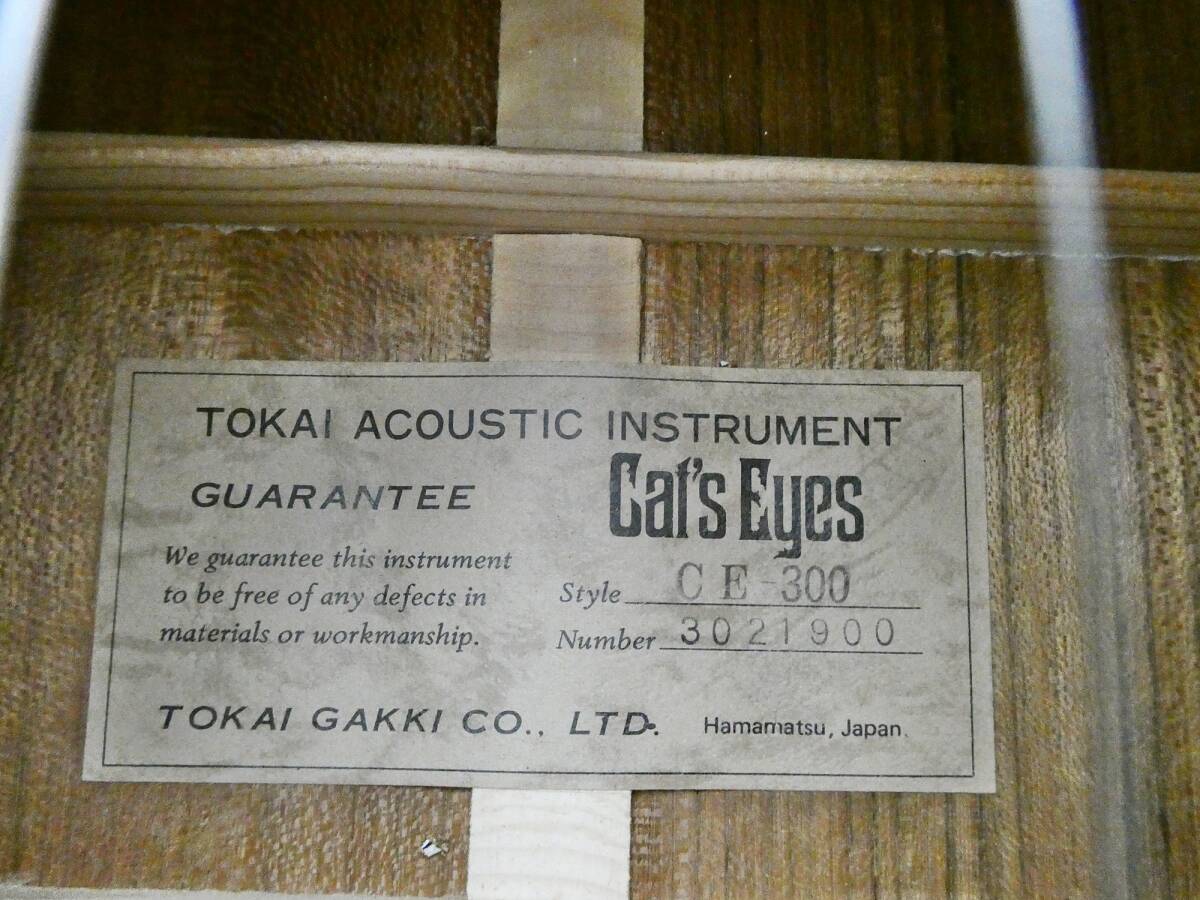 TOKAI ACOUSTIC INSTRUMENT
GUARANTEE
Cat's Eyes
We guarantee this instrument
to be free of any defects in
materials or workmanship.
Style CE-300
Number 3021900
TOKAI GAKKI CO., LTD. Hamamatsu, Japan.